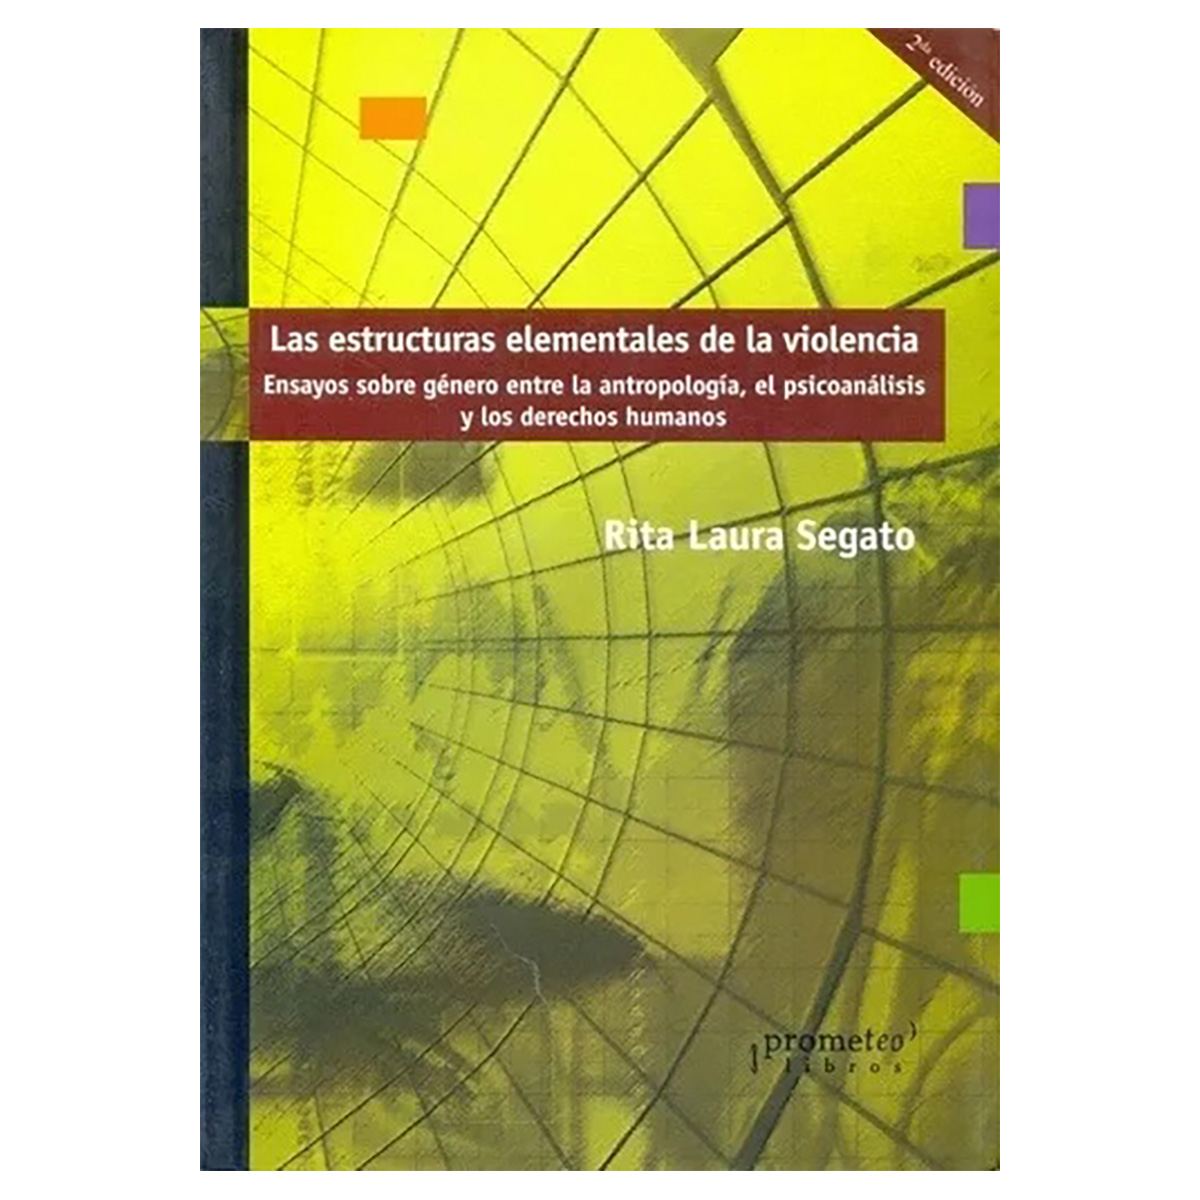 2da edición
Las estructuras elementales de la violencia
Ensayos sobre género entre la antropología, el psicoanálisis
y los derechos humanos
Rita Laura Segato
prometeo
libros